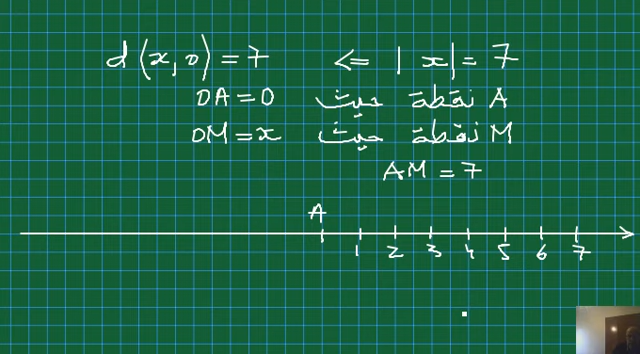 |x| = 7 => d(x,0) = 7
A نقطة حيث OA = 0
M نقطة حيث OM = x
AM = 7
A
1 2 3 4 5 6 7